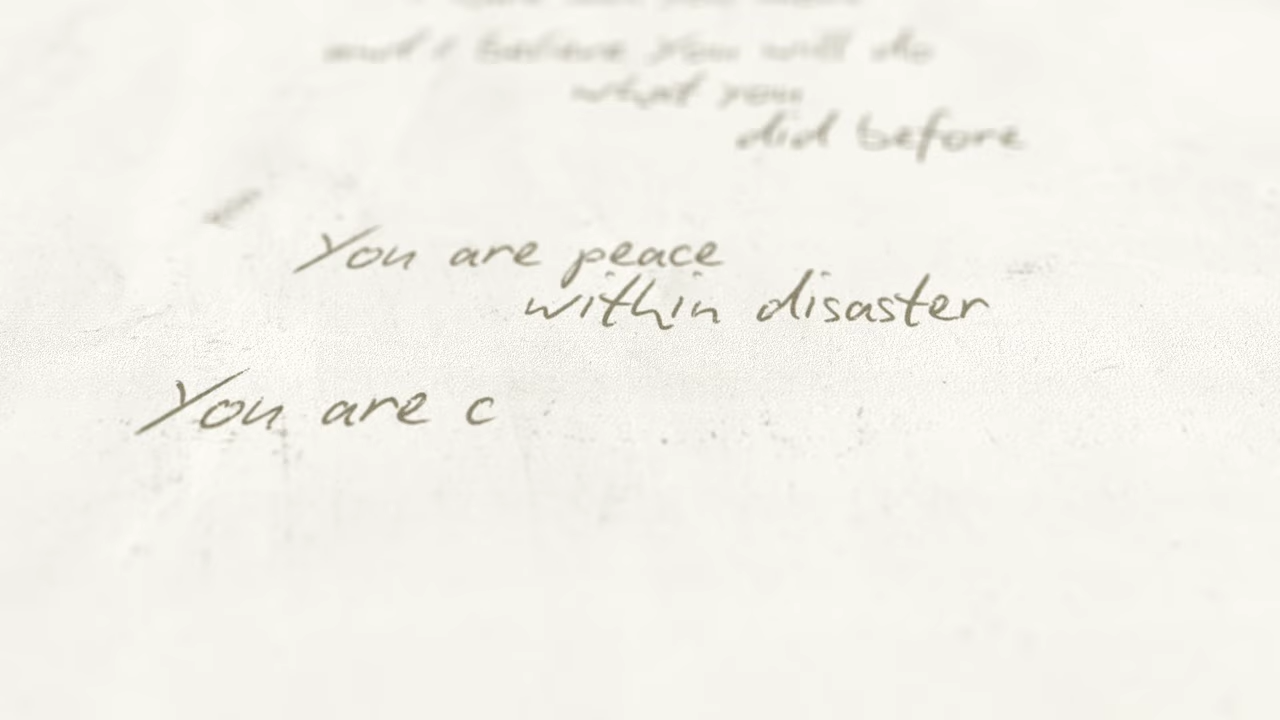 and I believe you will do
what you
did before
You are peace
within disaster
You are c